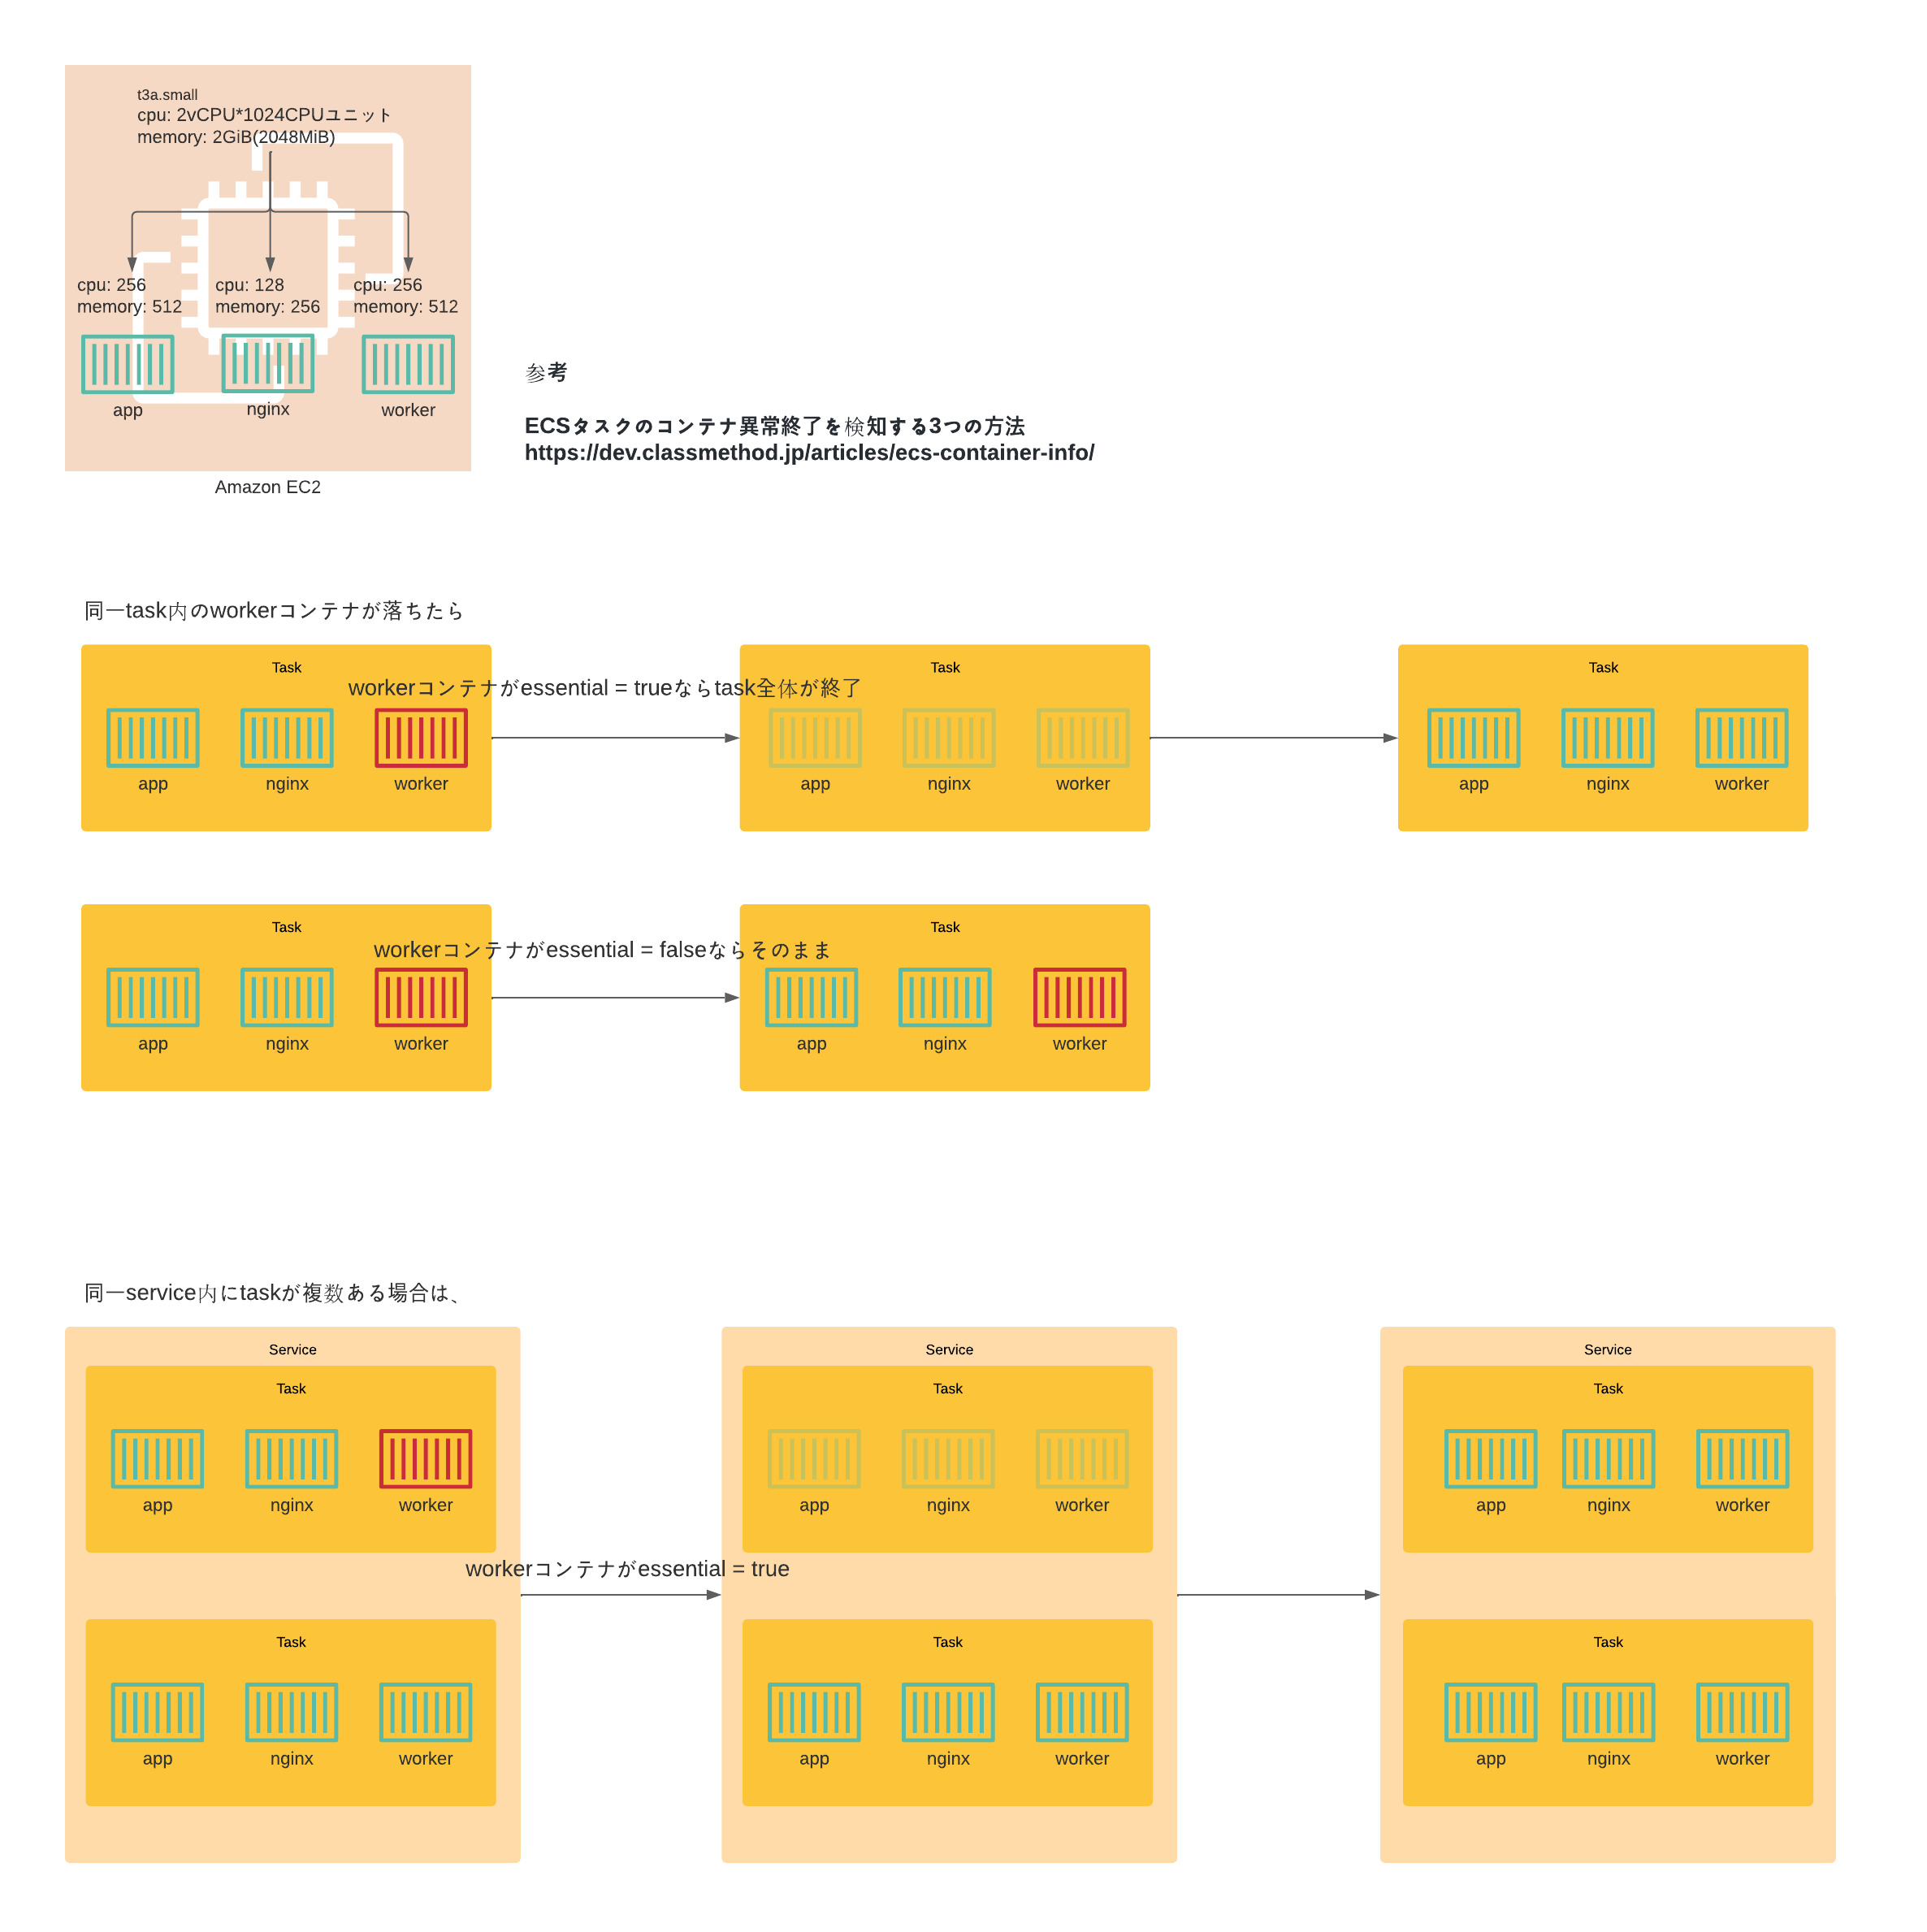 t3a.small
cpu: 2vCPU*1024CPUユニット
memory: 2GiB(2048MiB)
cpu: 256
memory: 512
cpu: 128
memory: 256
cpu: 256
memory: 512
app
nginx
worker
Amazon EC2
参考
ECSタスクのコンテナ異常終了を検知する3つの方法
https://dev.classmethod.jp/articles/ecs-container-info/
同一task内のworkerコンテナが落ちたら
Task
app
nginx
worker
workerコンテナがessential = trueならtask全体が終了
Task
app
nginx
worker
Task
app
nginx
worker
Task
app
nginx
worker
workerコンテナがessential = falseならそのまま
Task
app
nginx
worker
同一service内にtaskが複数ある場合は、
Service
Task
app
nginx
worker
Task
app
nginx
worker
workerコンテナがessential = true
Service
Task
app
nginx
worker
Task
app
nginx
worker
Service
Task
app
nginx
worker
Task
app
nginx
worker